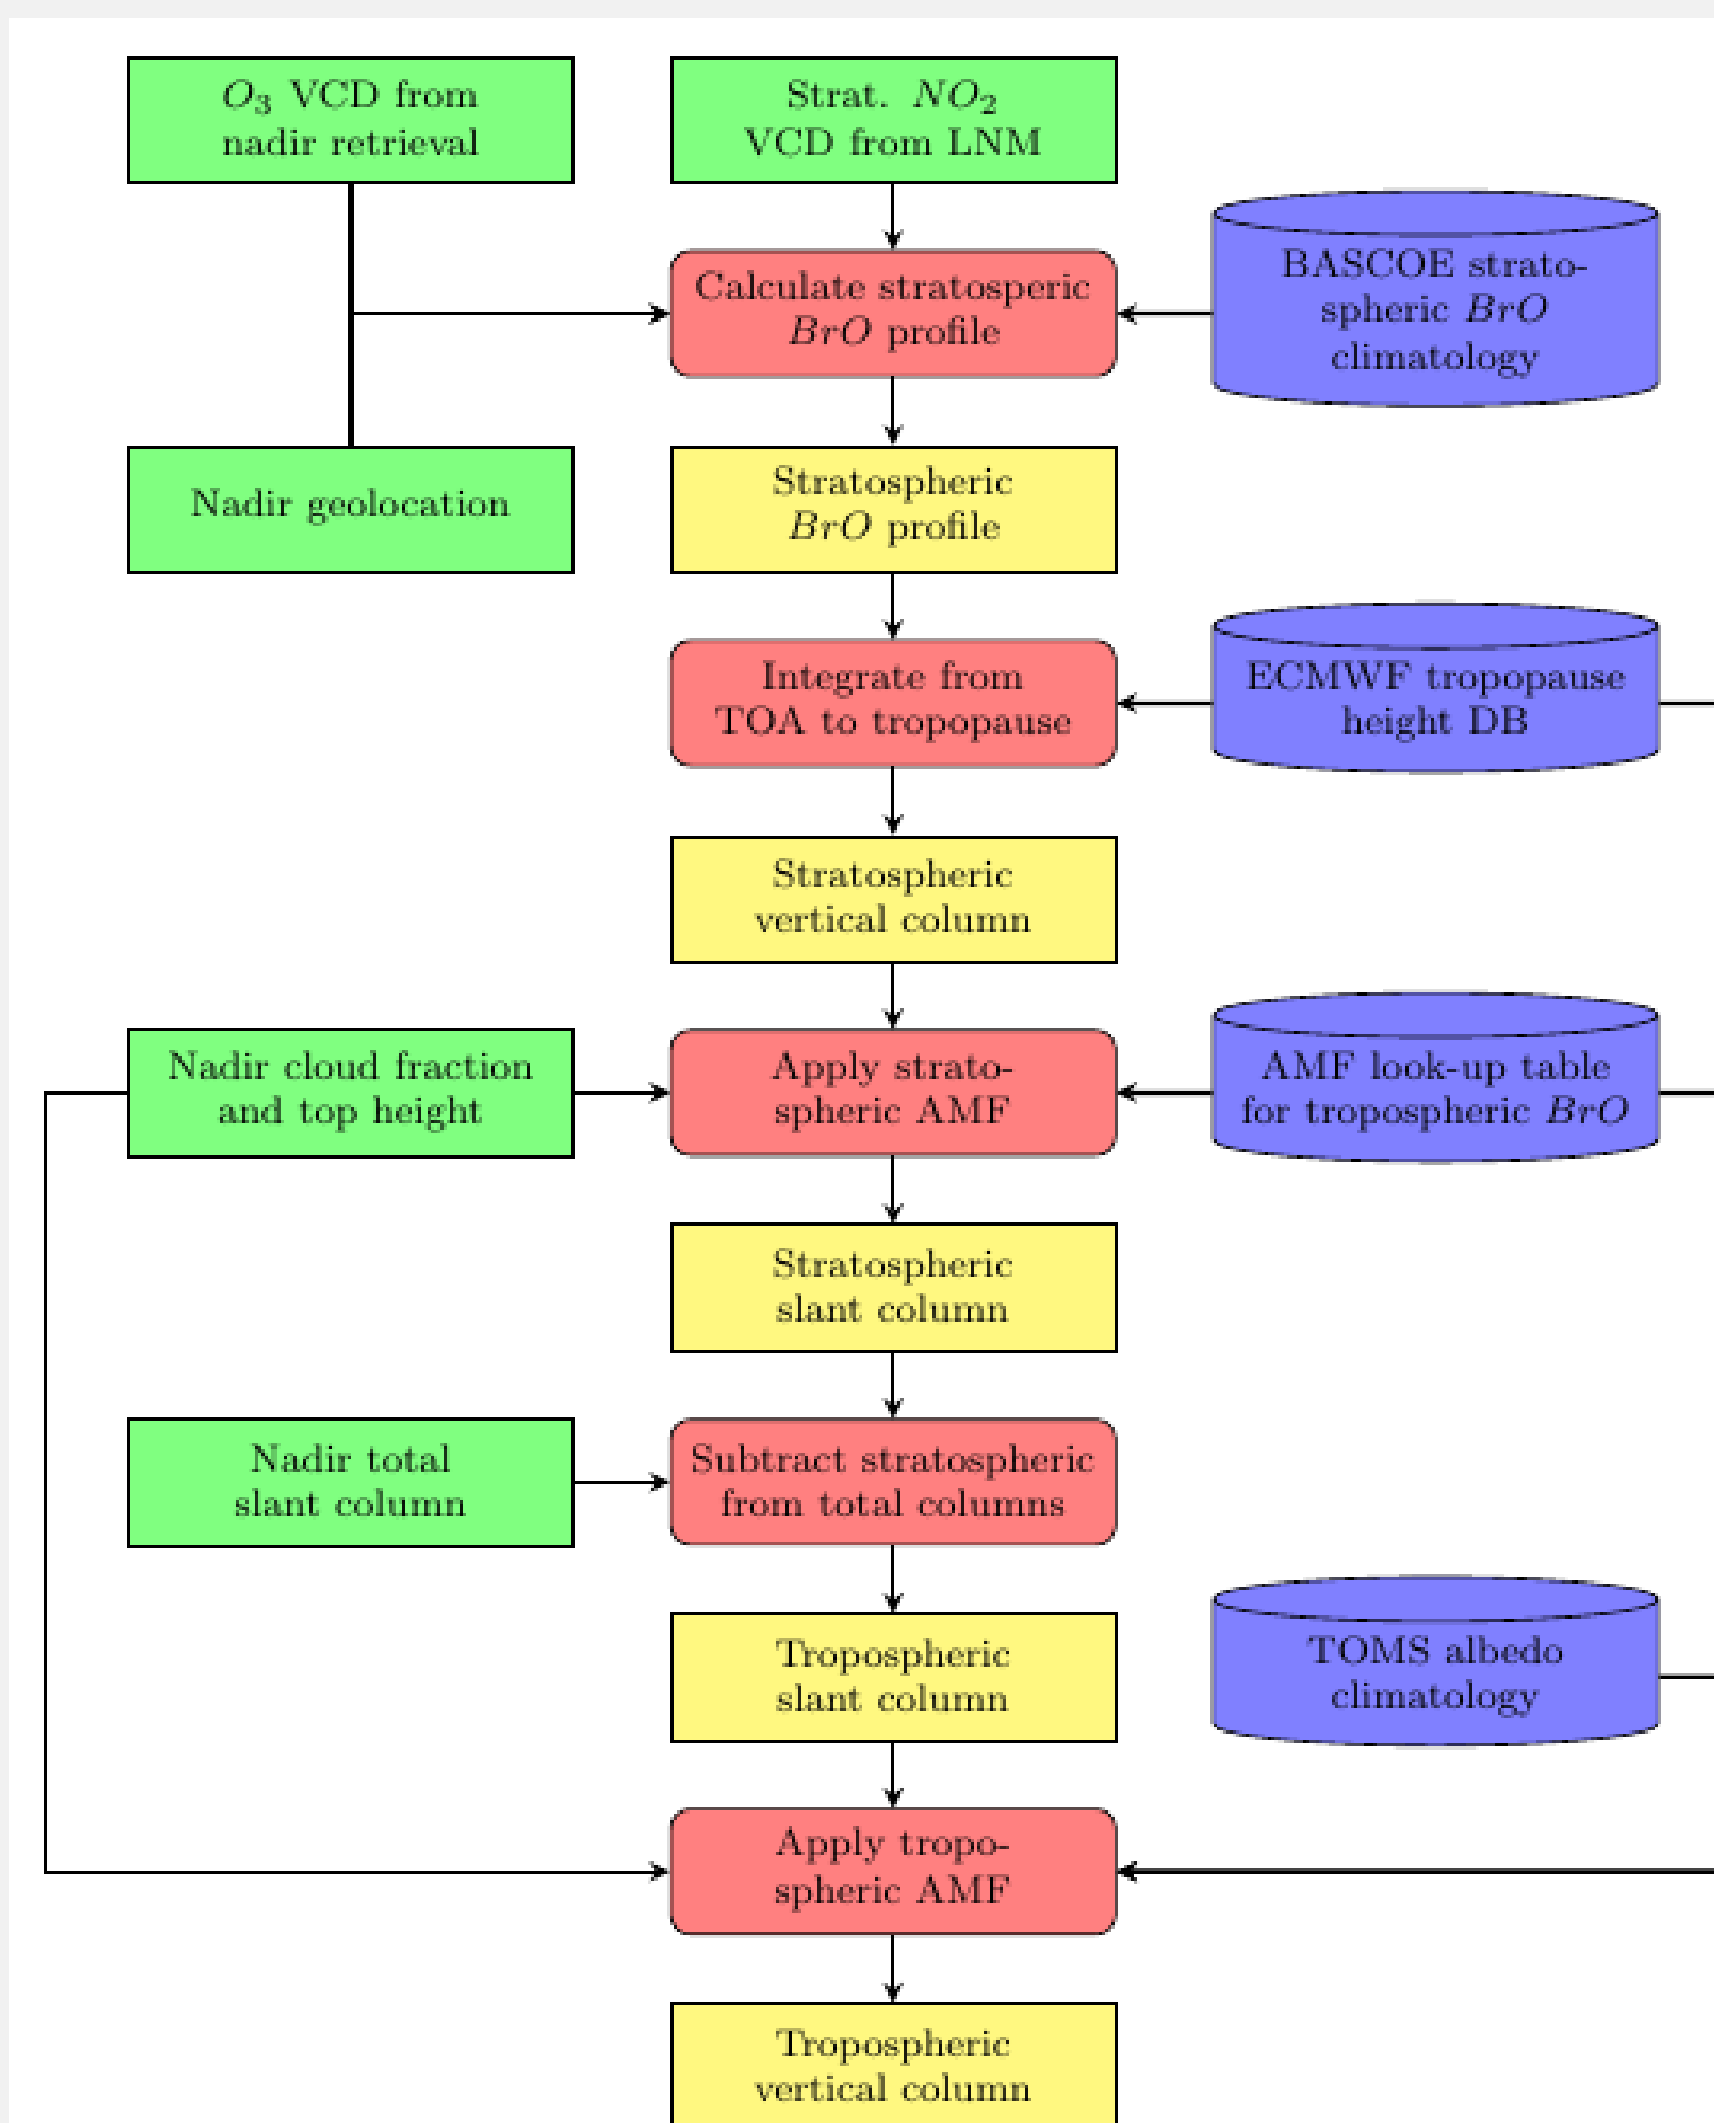 O₃ VCD from
nadir retrieval
Strat. NO₂
VCD from LNM
Calculate stratosperic
BrO profile
BASCOE strato-
spheric BrO
climatology
Nadir geolocation
Stratospheric
BrO profile
Integrate from
TOA to tropopause
ECMWF tropopause
height DB
Stratospheric
vertical column
Nadir cloud fraction
and top height
Apply strato-
spheric AMF
AMF look-up table
for tropospheric BrO
Stratospheric
slant column
Nadir total
slant column
Subtract stratospheric
from total columns
Tropospheric
slant column
TOMS albedo
climatology
Apply tropo-
spheric AMF
Tropospheric
vertical column